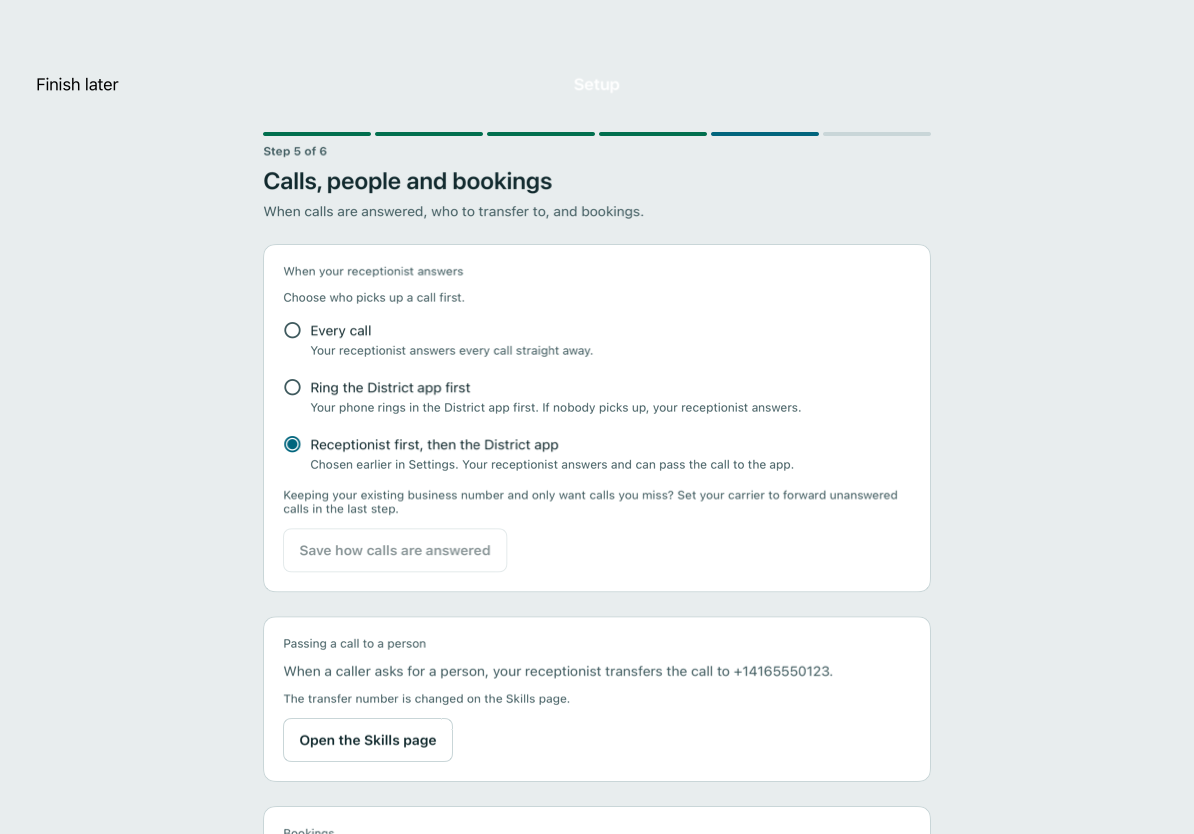 Finish later
Setup
Step 5 of 6
Calls, people and bookings
When calls are answered, who to transfer to, and bookings.
When your receptionist answers
Choose who picks up a call first.
Every call
Your receptionist answers every call straight away.
Ring the District app first
Your phone rings in the District app first. If nobody picks up, your receptionist answers.
Receptionist first, then the District app
Chosen earlier in Settings. Your receptionist answers and can pass the call to the app.
Keeping your existing business number and only want calls you miss? Set your carrier to forward unanswered
calls in the last step.
Save how calls are answered
Passing a call to a person
When a caller asks for a person, your receptionist transfers the call to +14165550123.
The transfer number is changed on the Skills page.
Open the Skills page
Bookings